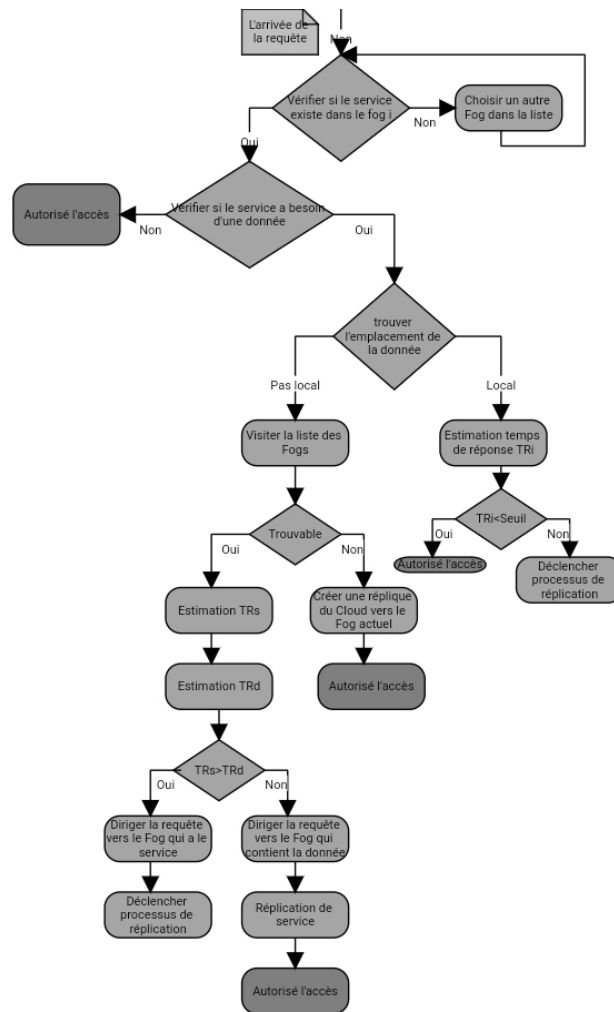 L'arrivée de
la requête
Non
Vérifier si le service
existe dans le fog i
Non
Choisir un autre
Fog dans la liste
Oui
Vérifier si le service a besoin
d'une donnée
Autorisé l'accès
Non
Oui
trouver
l'emplacement de
la donnée
Pas local
Local
Visiter la liste des
Fogs
Estimation temps
de réponse TRi
Trouvable
TRi<Seuil
Oui
Non
Oui
Non
Autorisé l'accès
Déclencher
processus de
réplication
Estimation TRs
Créer une réplique
du Cloud vers le
Fog actuel
Estimation TRd
Autorisé l'accès
TRs>TRd
Oui
Non
Diriger la requête
vers le Fog qui a le
service
Diriger la requête
vers le Fog qui
contient la donnée
Déclencher
processus de
réplication
Réplication de
service
Autorisé l'accès